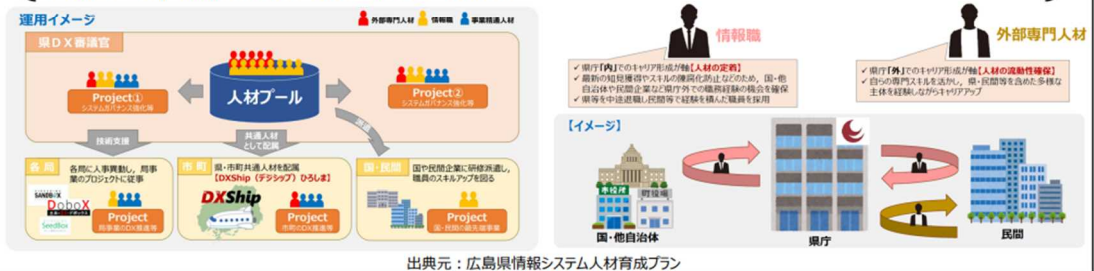 運用イメージ
外部専門人材
情報職
事業精通人材
県DX審議官
人材プール
Project①
システムガバナンス強化等
Project②
システムガバナンス強化等
技術支援
共通人材
として配属
派遣
各局
各局に人事異動し、局事
業のプロジェクトに従事
SANDBOX
DoboX
SeedBox
Project
局事業のDX推進等
市町
県・市町共通人材を配属
【DXShip（デジシップ）ひろしま】
DXShip
Project
市町のDX推進等
国・民間
国や民間企業に研修派遣し、
職員のスキルアップを図る
Project
国・民間の最先端事業
情報職
✓ 県庁「内」でのキャリア形成が軸【人材の定着】
✓ 最新の知見獲得やスキルの陳腐化防止などのため、国・他
自治体や民間企業など県庁外での職務経験の機会を確保
✓ 県等を中途退職し民間等で経験を積んだ職員を採用
外部専門人材
✓ 県庁「外」でのキャリア形成が軸【人材の流動性確保】
✓ 自らの専門スキルを活かし、県・民間等を含めた多様な
主体を経験しながらキャリアアップ
【イメージ】
市役所
町役場
国・他自治体
県庁
民間
出典元：広島県情報システム人材育成プラン